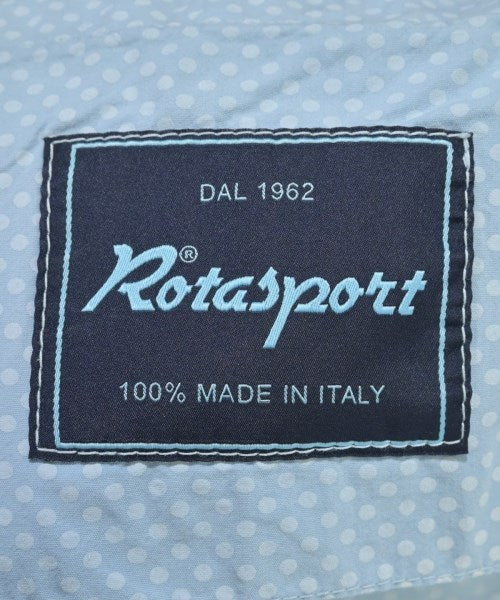 DAL 1962
Rotasport®
100% MADE IN ITALY